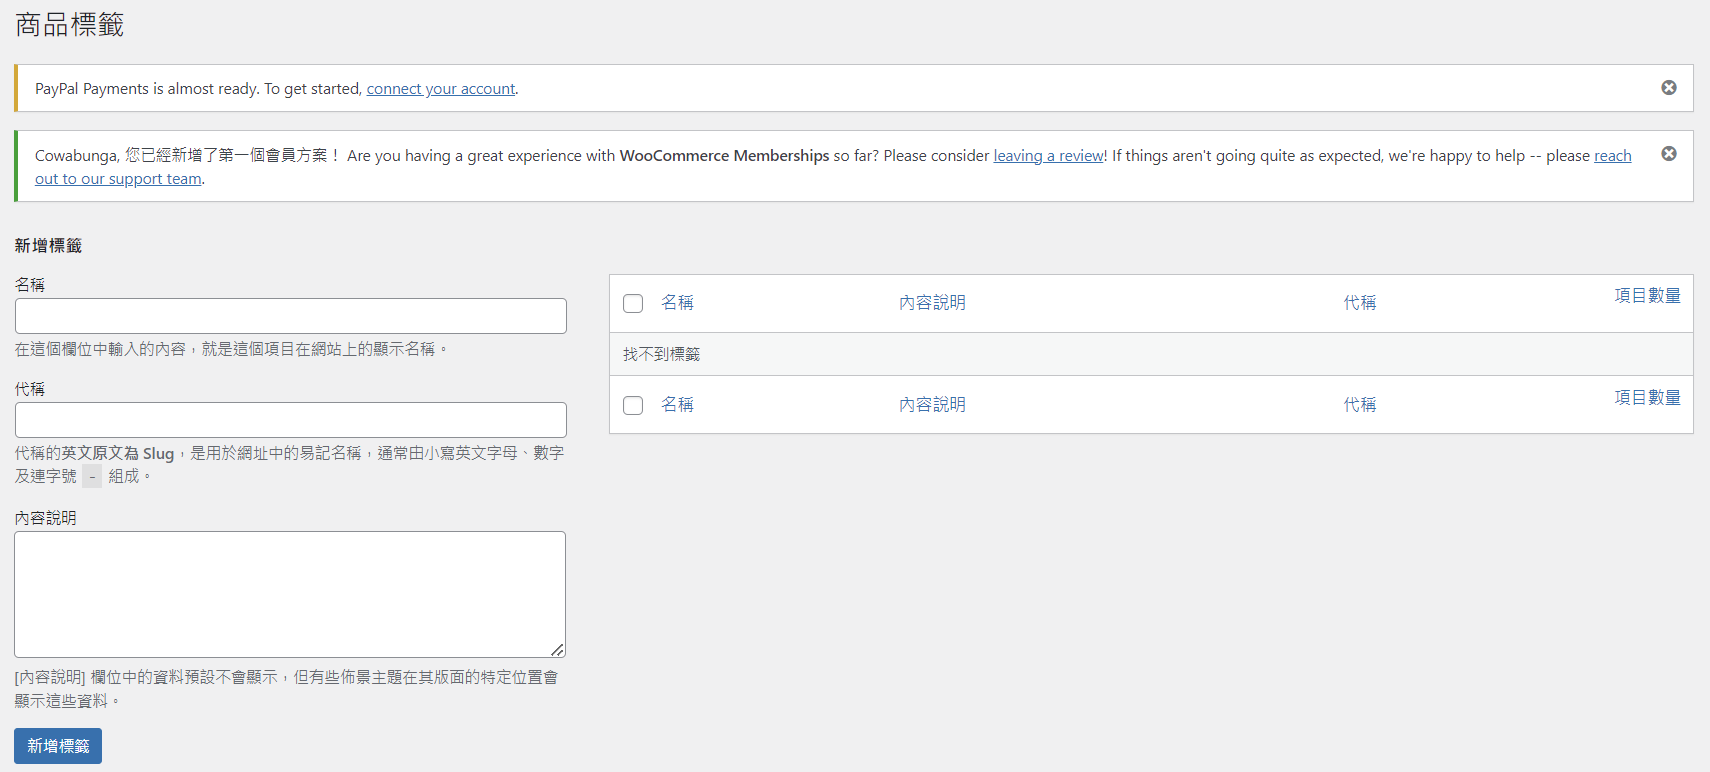 商品標籤
PayPal Payments is almost ready. To get started, connect your account.
Cowabunga, 您已經新增了第一個會員方案！ Are you having a great experience with WooCommerce Memberships so far? Please consider leaving a review! If things aren't going quite as expected, we're happy to help -- please reach
out to our support team.
新增標籤
名稱
在這個欄位中輸入的內容，就是這個項目在網站上的顯示名稱。
代稱
代稱的英文原文為 Slug，是用於網址中的易記名稱，通常由小寫英文字母、數字
及連字號 - 組成。
內容說明
[內容說明] 欄位中的資料預設不會顯示，但有些佈景主題在其版面的特定位置會
顯示這些資料。
新增標籤
名稱 內容說明 代稱 項目數量
找不到標籤
名稱 內容說明 代稱 項目數量